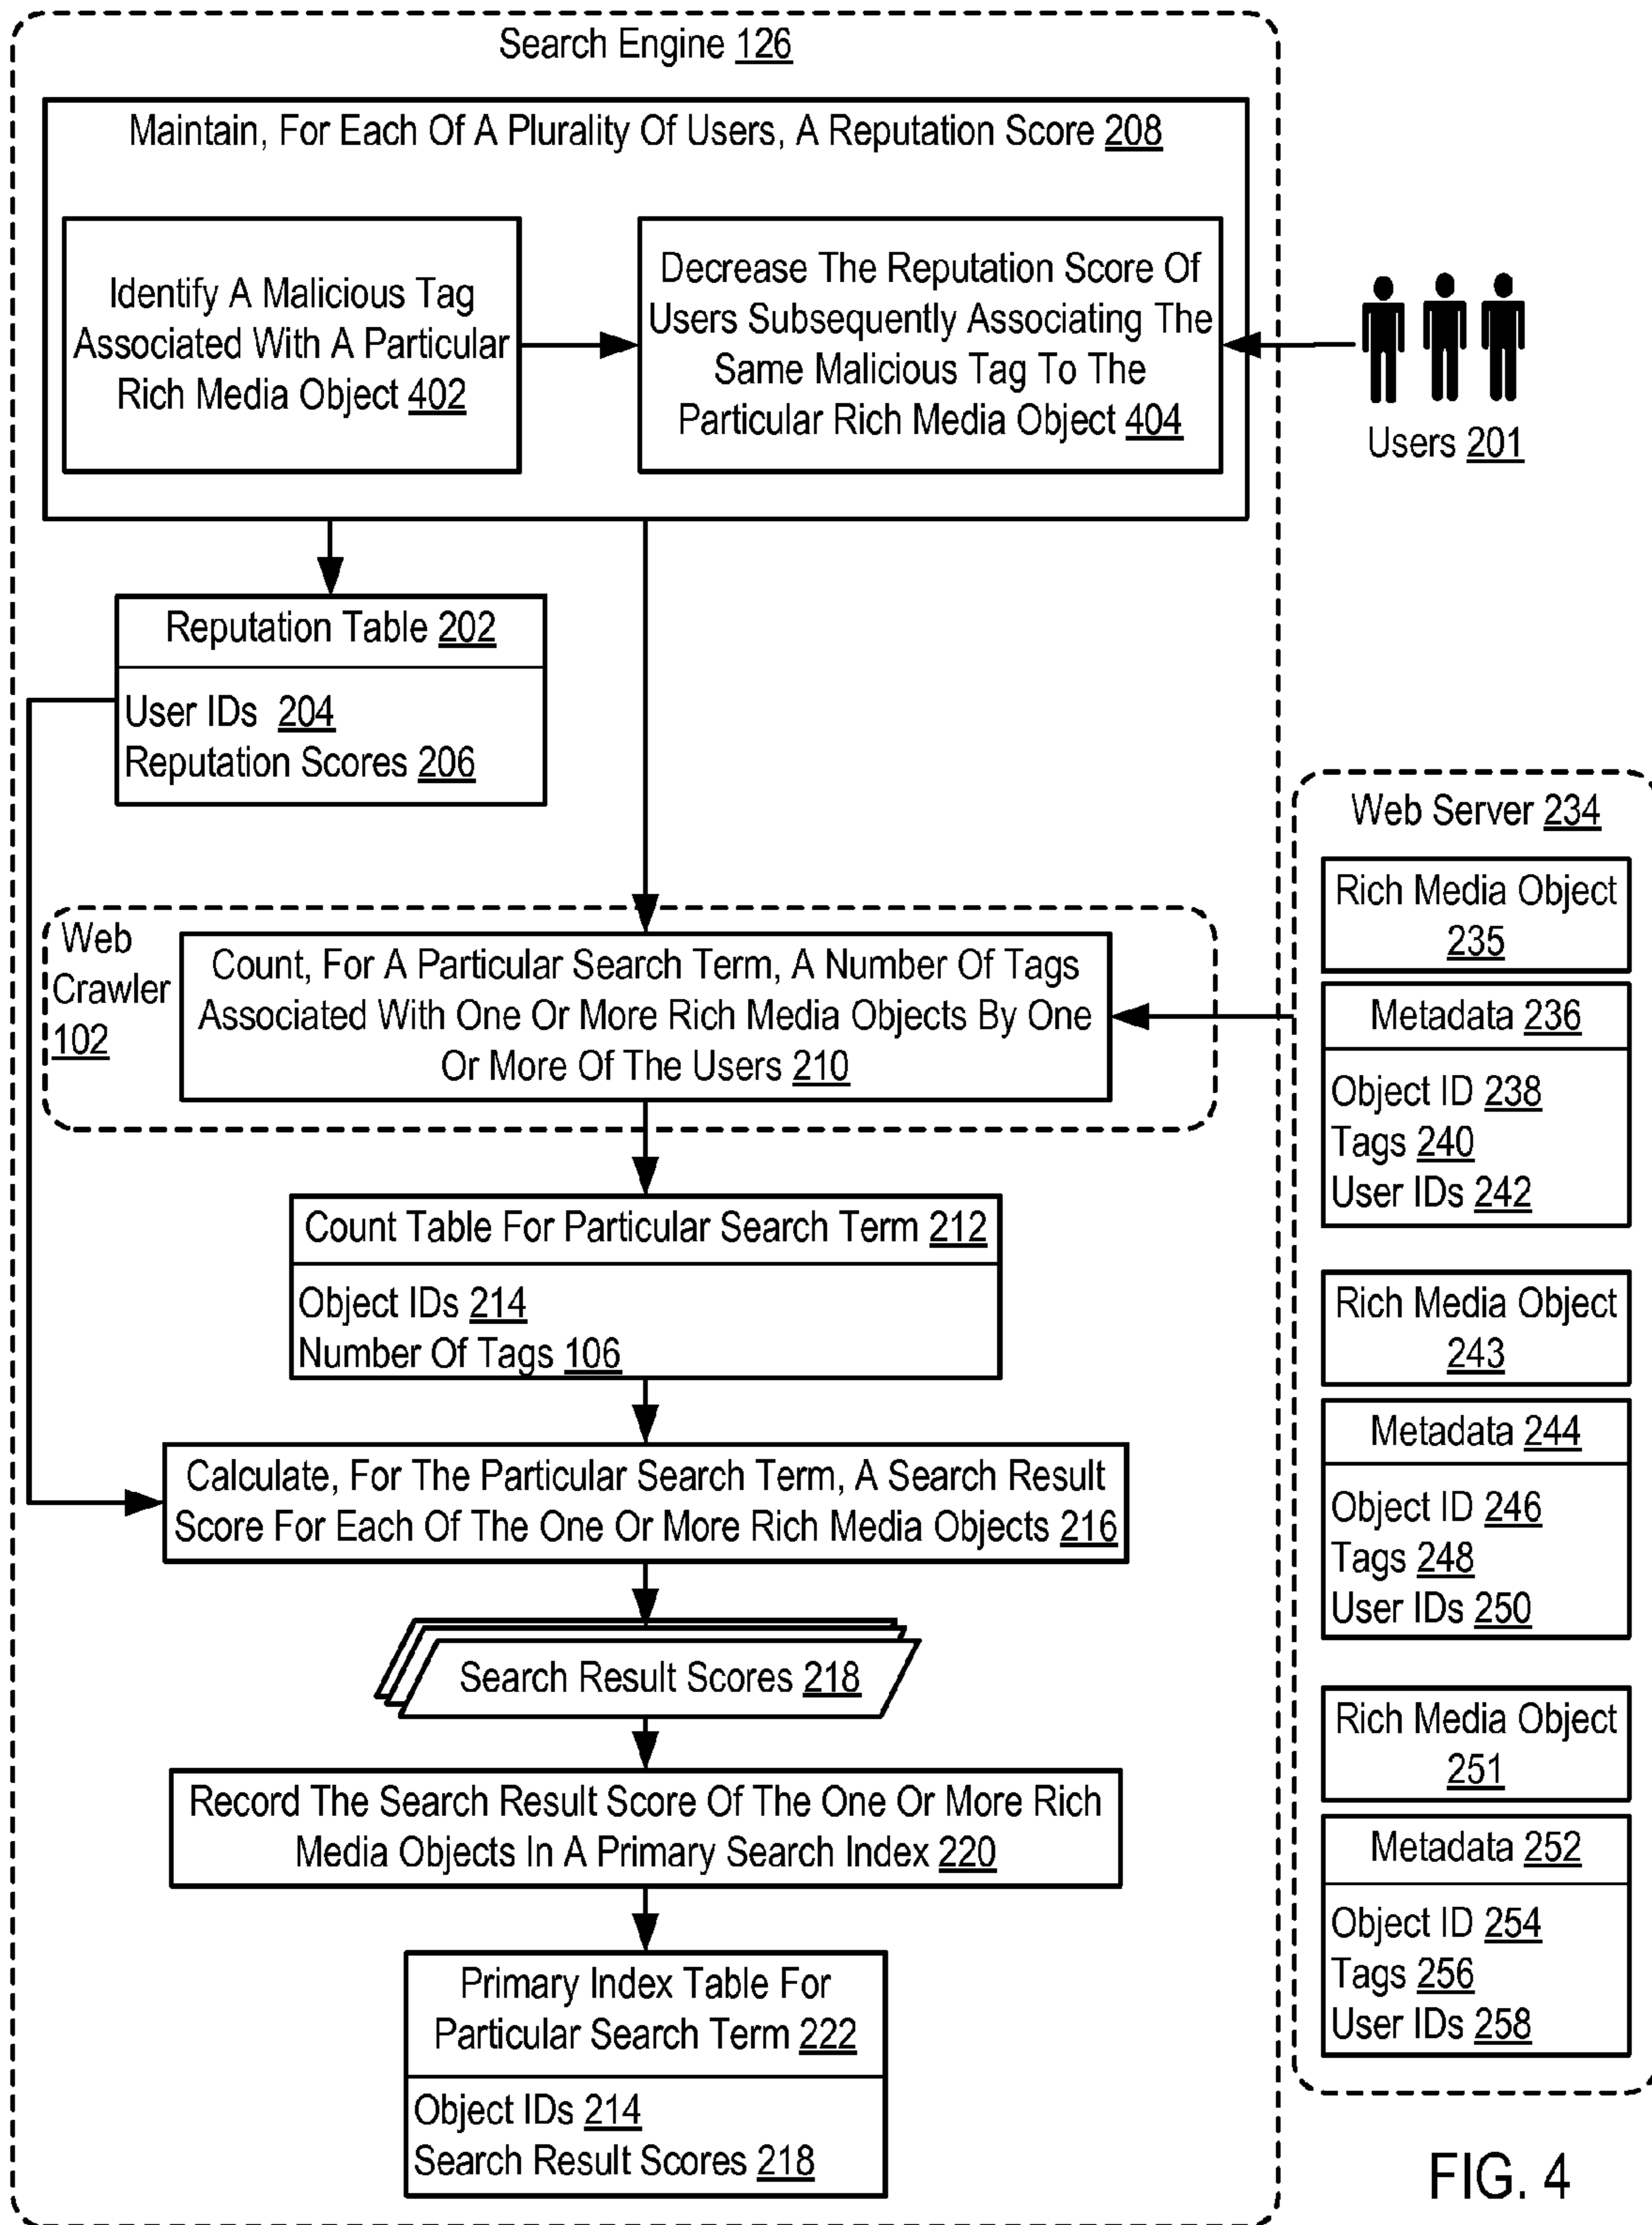 Search Engine 126
Maintain, For Each Of A Plurality Of Users, A Reputation Score 208
Identify A Malicious Tag
Associated With A Particular
Rich Media Object 402
Decrease The Reputation Score Of
Users Subsequently Associating The
Same Malicious Tag To The
Particular Rich Media Object 404
Users 201
Reputation Table 202
User IDs 204
Reputation Scores 206
Web
Crawler
102
Count, For A Particular Search Term, A Number Of Tags
Associated With One Or More Rich Media Objects By One
Or More Of The Users 210
Count Table For Particular Search Term 212
Object IDs 214
Number Of Tags 106
Calculate, For The Particular Search Term, A Search Result
Score For Each Of The One Or More Rich Media Objects 216
Search Result Scores 218
Record The Search Result Score Of The One Or More Rich
Media Objects In A Primary Search Index 220
Primary Index Table For
Particular Search Term 222
Object IDs 214
Search Result Scores 218
Web Server 234
Rich Media Object
235
Metadata 236
Object ID 238
Tags 240
User IDs 242
Rich Media Object
243
Metadata 244
Object ID 246
Tags 248
User IDs 250
Rich Media Object
251
Metadata 252
Object ID 254
Tags 256
User IDs 258
FIG. 4